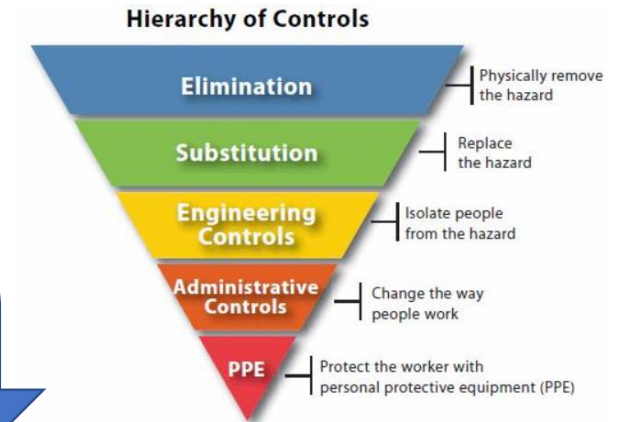 Hierarchy of Controls
Elimination
Physically remove
the hazard
Substitution
Replace
the hazard
Engineering
Controls
Isolate people
from the hazard
Administrative
Controls
Change the way
people work
PPE
Protect the worker with
personal protective equipment (PPE)